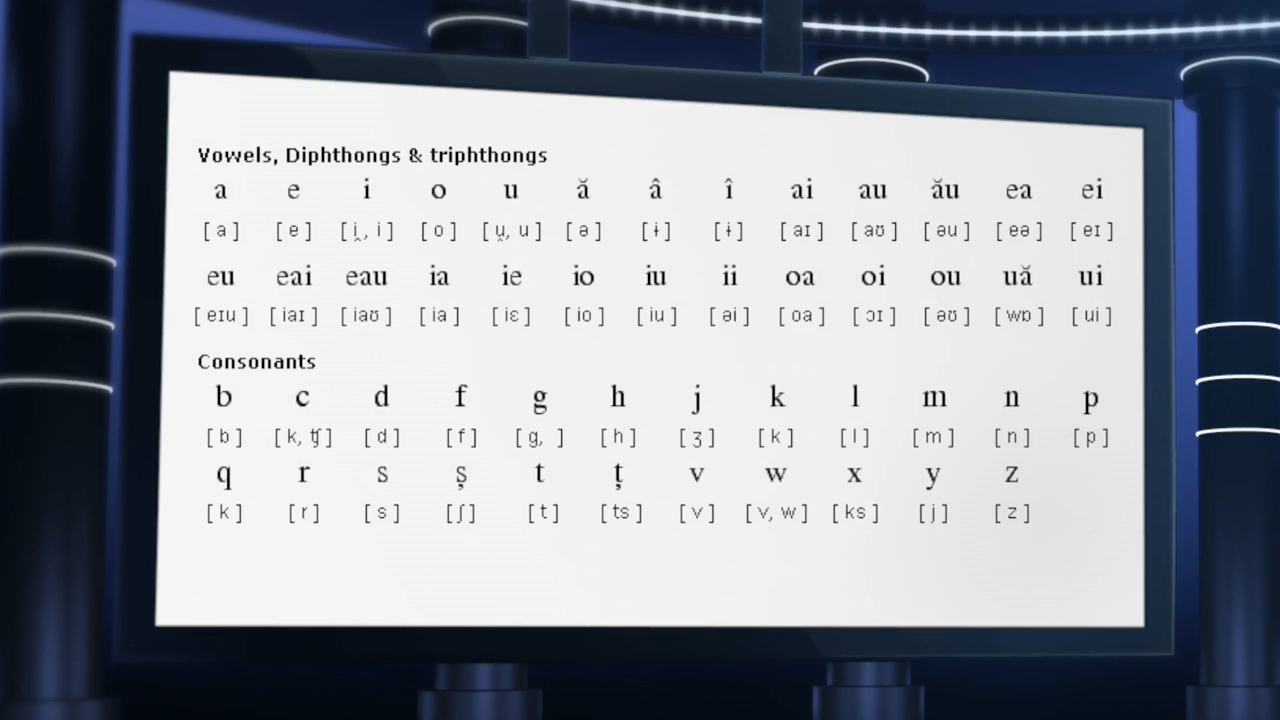 Vowels, Diphthongs & triphthongs
a e i o u ă â î ai au ău ea ei
[ a ] [ e ] [ i̯, i ] [ o ] [ u̯, u ] [ ə ] [ ɨ ] [ ɨ ] [ aɪ ] [ aʊ ] [ əu ] [ eə ] [ eɪ ]
eu eai eau ia ie io iu ii oa oi ou uă ui
[ eɪu ] [ iaɪ ] [ iaʊ ] [ ia ] [ iɛ ] [ io ] [ iu ] [ əi ] [ oa ] [ ɔɪ ] [ əʊ ] [ wɒ ] [ ui ]
Consonants
b c d f g h j k l m n p
[ b ] [ k, ʧ ] [ d ] [ f ] [ g, ] [ h ] [ ʒ ] [ k ] [ l ] [ m ] [ n ] [ p ]
q r s ș t ț v w x y z
[ k ] [ r ] [ s ] [ ʃ ] [ t ] [ ts ] [ v ] [ v, w ] [ ks ] [ j ] [ z ]